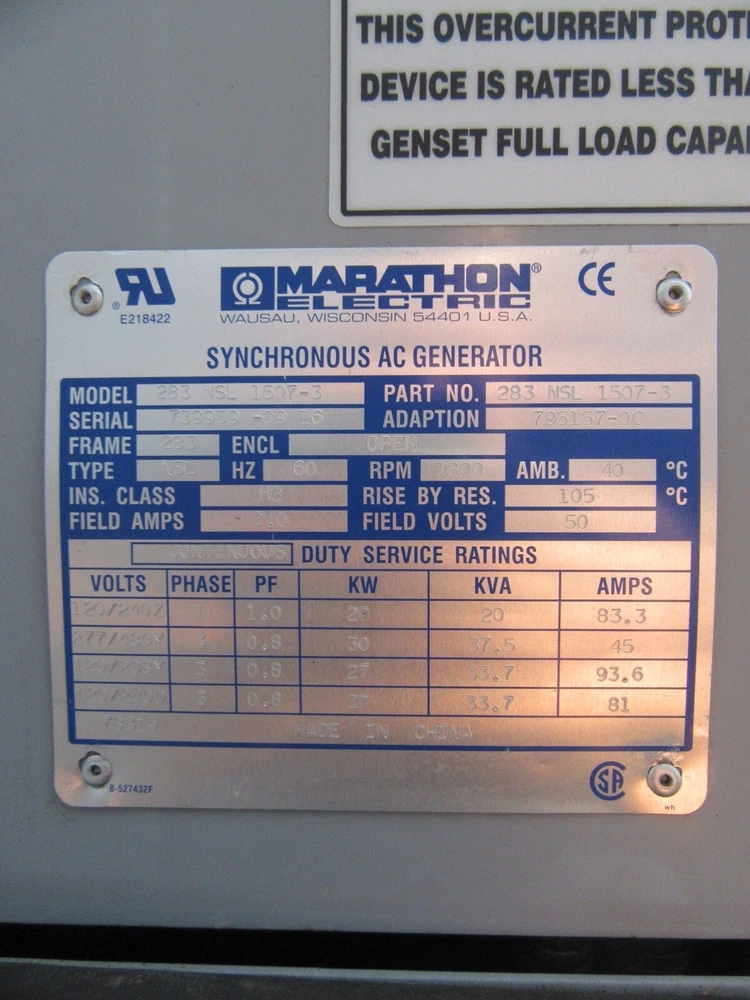 THIS OVERCURRENT PROT
DEVICE IS RATED LESS THA
GENSET FULL LOAD CAPA
E218422
MARATHON®
ELECTRIC
CE
WAUSAU, WISCONSIN 54401 U.S.A.
SYNCHRONOUS AC GENERATOR
MODEL 283 NSL 1507-3 PART NO. 283 NSL 1507-3
SERIAL ADAPTION
FRAME 283 ENCL OPEN
TYPE NSL HZ 60 RPM 1800 AMB. 40 °C
INS. CLASS RISE BY RES. 105 °C
FIELD AMPS 2.0 FIELD VOLTS 50
CONTINUOUS DUTY SERVICE RATINGS
VOLTS PHASE PF KW KVA AMPS
120/240Z 1 1.0 20 20 83.3
277/480Y 3 0.8 30 37.5 45
120/208Y 3 0.8 27 33.7 93.6
3 0.8 27 33.7 81
MADE IN CHINA
B-527432F
wh